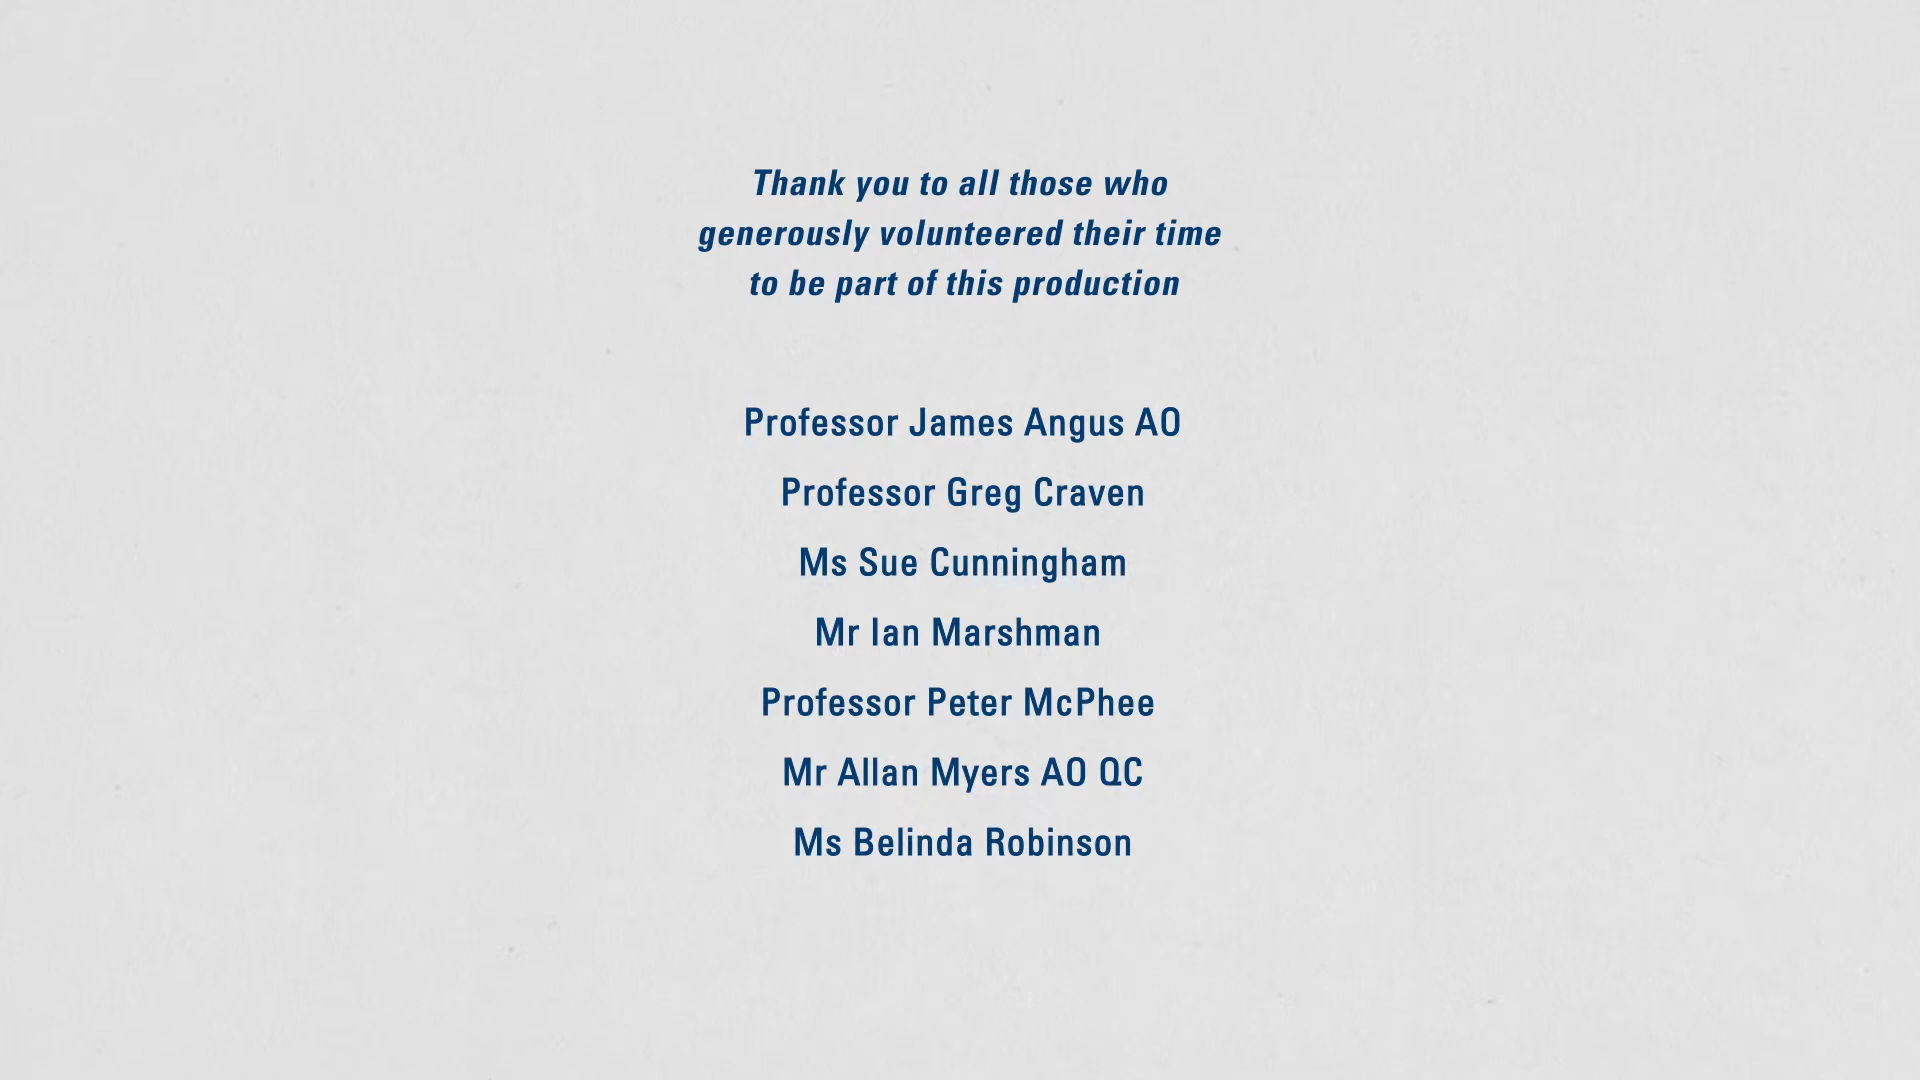 Thank you to all those who
generously volunteered their time
to be part of this production
Professor James Angus AO
Professor Greg Craven
Ms Sue Cunningham
Mr Ian Marshman
Professor Peter McPhee
Mr Allan Myers AO QC
Ms Belinda Robinson